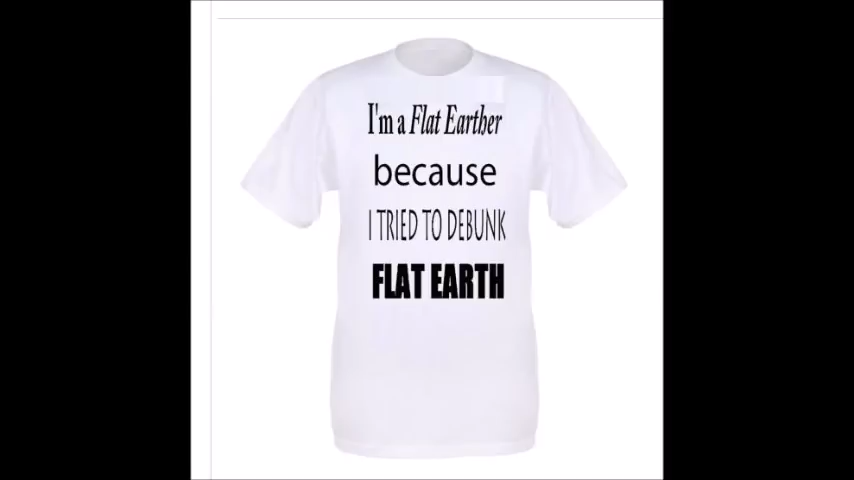 I'm a Flat Earther
because
I TRIED TO DEBUNK
FLAT EARTH